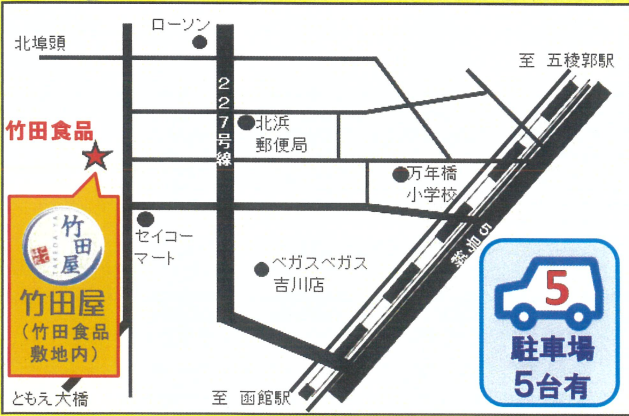 ローソン
北埠頭
至 五稜郭駅
227号線
竹田食品
北浜
郵便局
万年橋
小学校
竹田屋
TAKEDA-YA
セイコー
マート
5号線
ベガスベガス
吉川店
竹田屋
(竹田食品
敷地内)
5
駐車場
5台有
ともえ大橋
至 函館駅